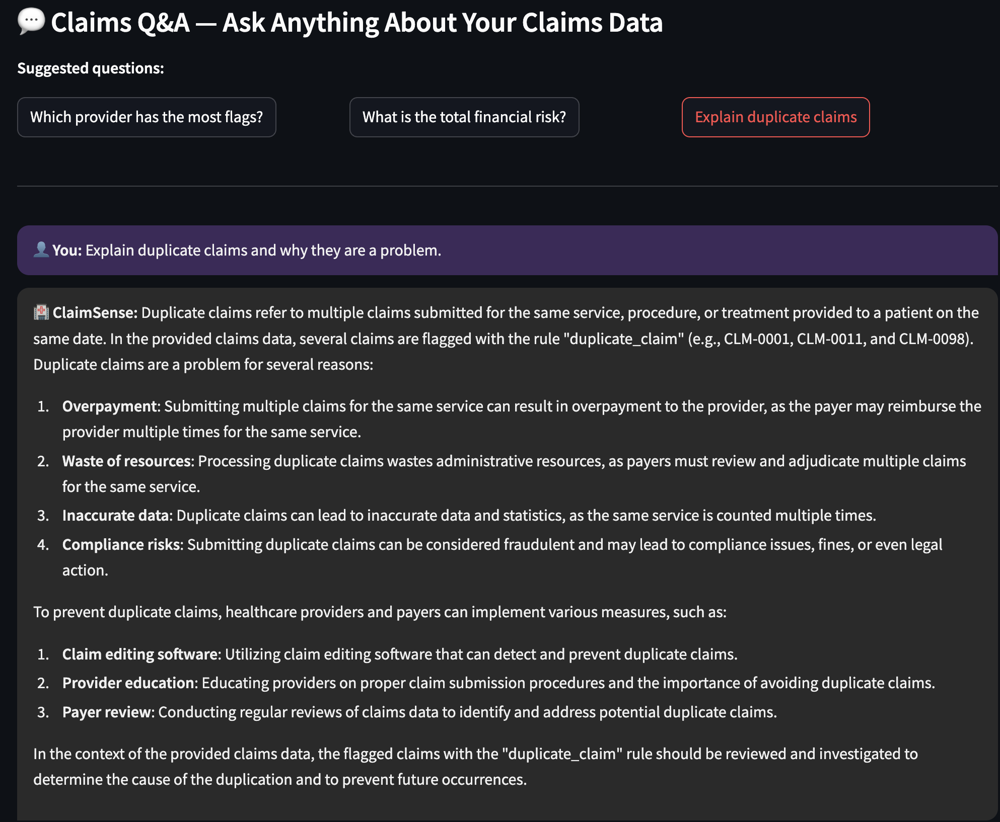 💬 Claims Q&A — Ask Anything About Your Claims Data
Suggested questions:
Which provider has the most flags?
What is the total financial risk?
Explain duplicate claims
👤 You: Explain duplicate claims and why they are a problem.
🏥 ClaimSense: Duplicate claims refer to multiple claims submitted for the same service, procedure, or treatment provided to a patient on the
same date. In the provided claims data, several claims are flagged with the rule "duplicate_claim" (e.g., CLM-0001, CLM-0011, and CLM-0098).
Duplicate claims are a problem for several reasons:
1. Overpayment: Submitting multiple claims for the same service can result in overpayment to the provider, as the payer may reimburse the
provider multiple times for the same service.
2. Waste of resources: Processing duplicate claims wastes administrative resources, as payers must review and adjudicate multiple claims
for the same service.
3. Inaccurate data: Duplicate claims can lead to inaccurate data and statistics, as the same service is counted multiple times.
4. Compliance risks: Submitting duplicate claims can be considered fraudulent and may lead to compliance issues, fines, or even legal
action.
To prevent duplicate claims, healthcare providers and payers can implement various measures, such as:
1. Claim editing software: Utilizing claim editing software that can detect and prevent duplicate claims.
2. Provider education: Educating providers on proper claim submission procedures and the importance of avoiding duplicate claims.
3. Payer review: Conducting regular reviews of claims data to identify and address potential duplicate claims.
In the context of the provided claims data, the flagged claims with the "duplicate_claim" rule should be reviewed and investigated to
determine the cause of the duplication and to prevent future occurrences.